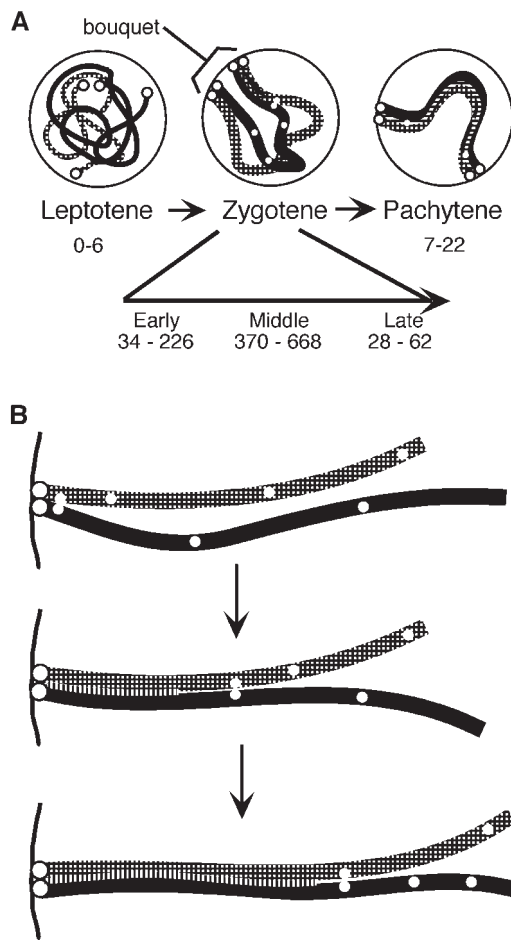 A
bouquet
Leptotene
Zygotene
Pachytene
0-6
7-22
Early
Middle
Late
34 - 226
370 - 668
28 - 62
B